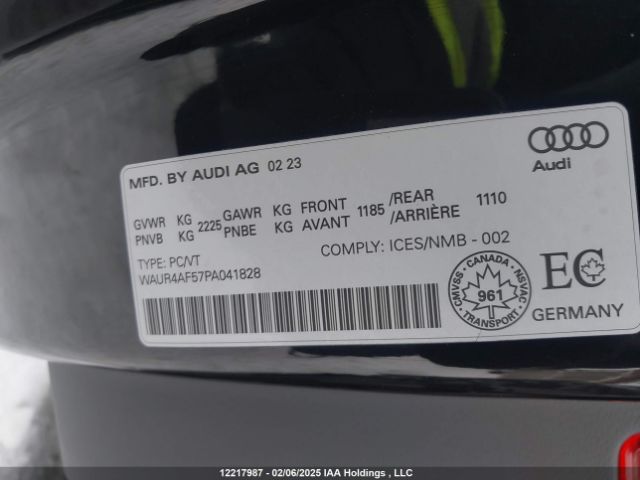 MFD. BY AUDI AG 02 23
Audi
GVWR KG 2225 GAWR KG FRONT 1185 /REAR 1110
PNVB KG PNBE KG AVANT /ARRIÈRE
COMPLY: ICES/NMB - 002
TYPE: PC/VT
WAUR4AF57PA041828
CMVSS - CANADA - NSVAC
961
TRANSPORT
EC
GERMANY
12217987 - 02/06/2025 IAA Holdings , LLC